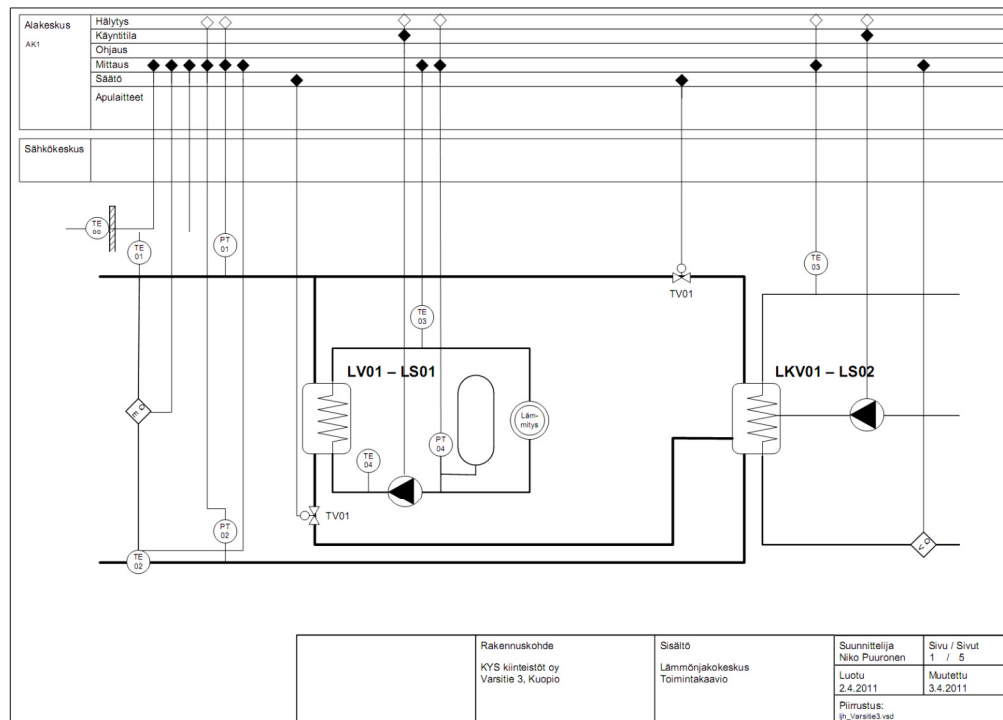 Alakeskus
AK1
Hälytys
Käyntitila
Ohjaus
Mittaus
Säätö
Apulaitteet
Sähkökeskus
TE
00
TE
01
PT
01
TE
03
TV01
TE
03
LV01 – LS01
LKV01 – LS02
Läm-
mitys
Q
E
TE
04
PT
04
TV01
PT
02
TE
02
Q
V
Rakennuskohde
KYS kiinteistöt oy
Varsitie 3, Kuopio
Sisältö
Lämmönjakokeskus
Toimintakaavio
Suunnittelija
Niko Puuronen
Sivu / Sivut
1 / 5
Luotu
2.4.2011
Muutettu
3.4.2011
Piirustus:
ljh_Varsitie3.vsd